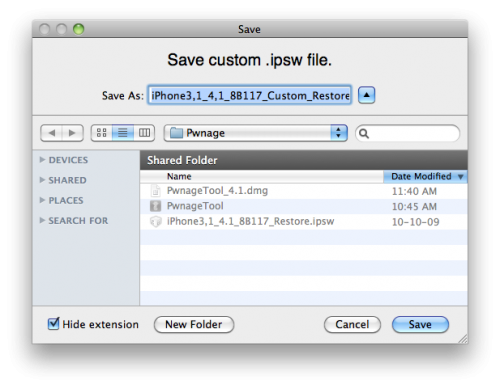 Save
Save custom .ipsw file.
Save As: iPhone3,1_4,1_8B117_Custom_Restore
Pwnage
DEVICES
SHARED
PLACES
SEARCH FOR
Shared Folder
Name Date Modified
PwnageTool_4.1.dmg 11:40 AM
PwnageTool 10:45 AM
iPhone3,1_4.1_8B117_Restore.ipsw 10-10-09
Hide extension New Folder Cancel Save